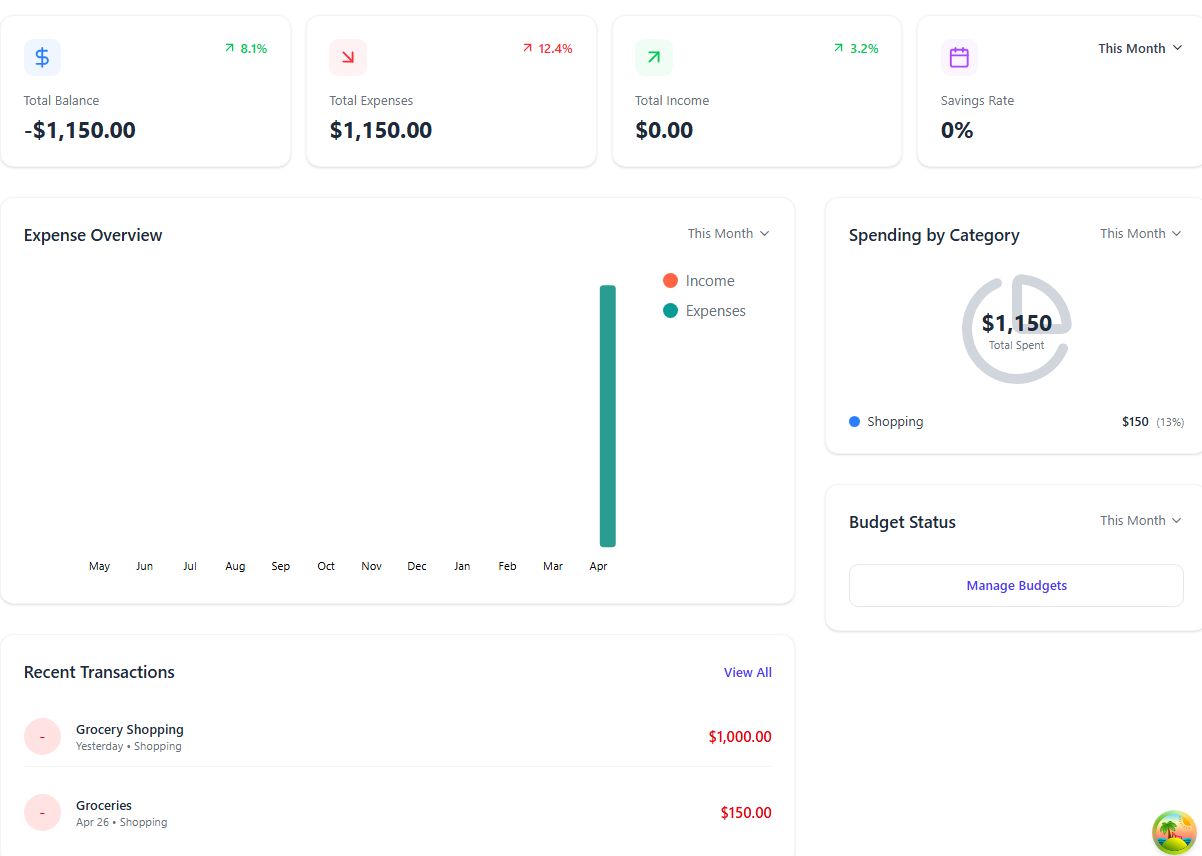 8.1%
Total Balance
-$1,150.00
12.4%
Total Expenses
$1,150.00
3.2%
Total Income
$0.00
This Month
Savings Rate
0%
Expense Overview
This Month
Income
Expenses
May Jun Jul Aug Sep Oct Nov Dec Jan Feb Mar Apr
Spending by Category
This Month
$1,150
Total Spent
Shopping $150 (13%)
Budget Status
This Month
Manage Budgets
Recent Transactions
View All
- Grocery Shopping
Yesterday • Shopping
$1,000.00
- Groceries
Apr 26 • Shopping
$150.00